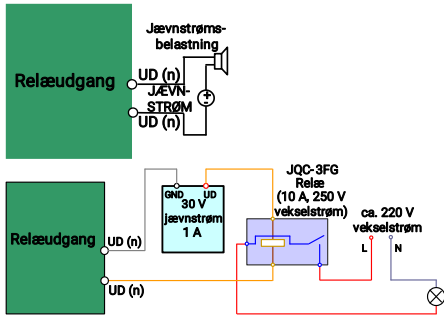 Jævnstrøms-
belastning
Relæudgang
UD (n)
JÆVN-
STRØM
UD (n)
JQC-3FG
Relæ
(10 A, 250 V
vekselstrøm)
GND
UD
30 V
jævnstrøm
1 A
ca. 220 V
vekselstrøm
L
N
Relæudgang
UD (n)
UD (n)